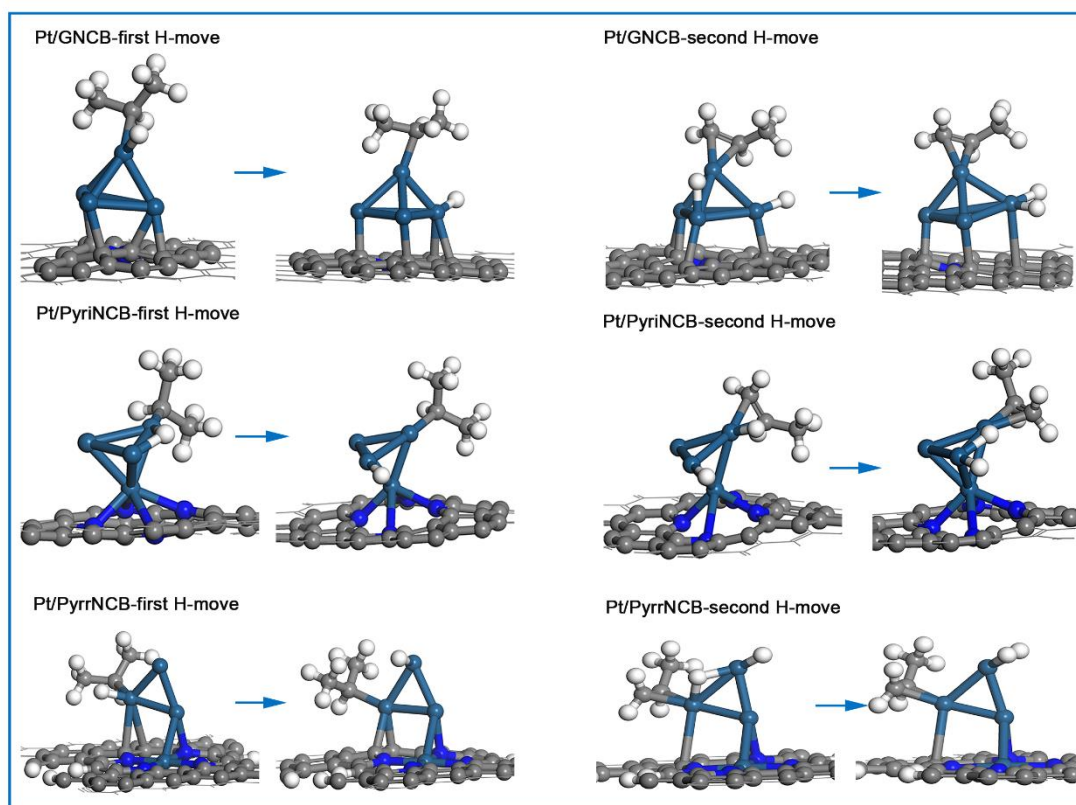 Pt/GNCB-first H-move
Pt/GNCB-second H-move
Pt/PyriNCB-first H-move
Pt/PyriNCB-second H-move
Pt/PyrrNCB-first H-move
Pt/PyrrNCB-second H-move